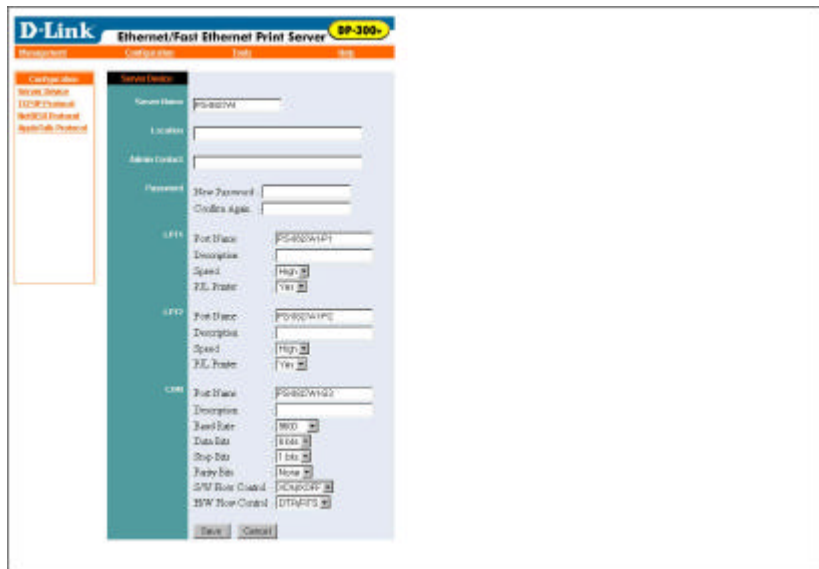 D-Link
Ethernet/Fast Ethernet Print Server DP-300+
Management Configuration Tools Help
Configuration
Server Device
TCP/IP Protocol
NetBEUI Protocol
AppleTalk Protocol
Server Device
Server Name
Location
Admin Contact
Password New Password :
Confirm Again :
LPT1 Port Name
Description
Speed : High
PJL Printer : Yes
LPT2 Port Name
Description
Speed : High
PJL Printer : Yes
COM Port Name
Description
Baud Rate : 9600
Data Bits : 8 bits
Stop Bits : 1 bits
Parity Bits : None
S/W Flow Control : XON/XOFF
H/W Flow Control : DTR/RTS
Save Cancel